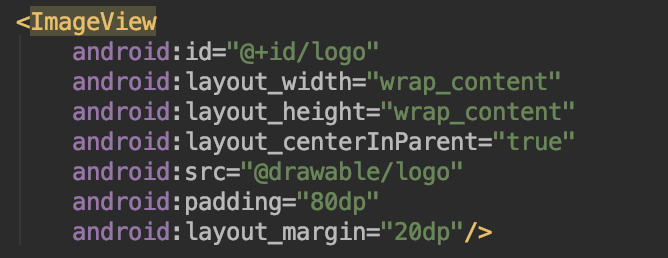 <ImageView
android:id="@+id/logo"
android:layout_width="wrap_content"
android:layout_height="wrap_content"
android:layout_centerInParent="true"
android:src="@drawable/logo"
android:padding="80dp"
android:layout_margin="20dp"/>